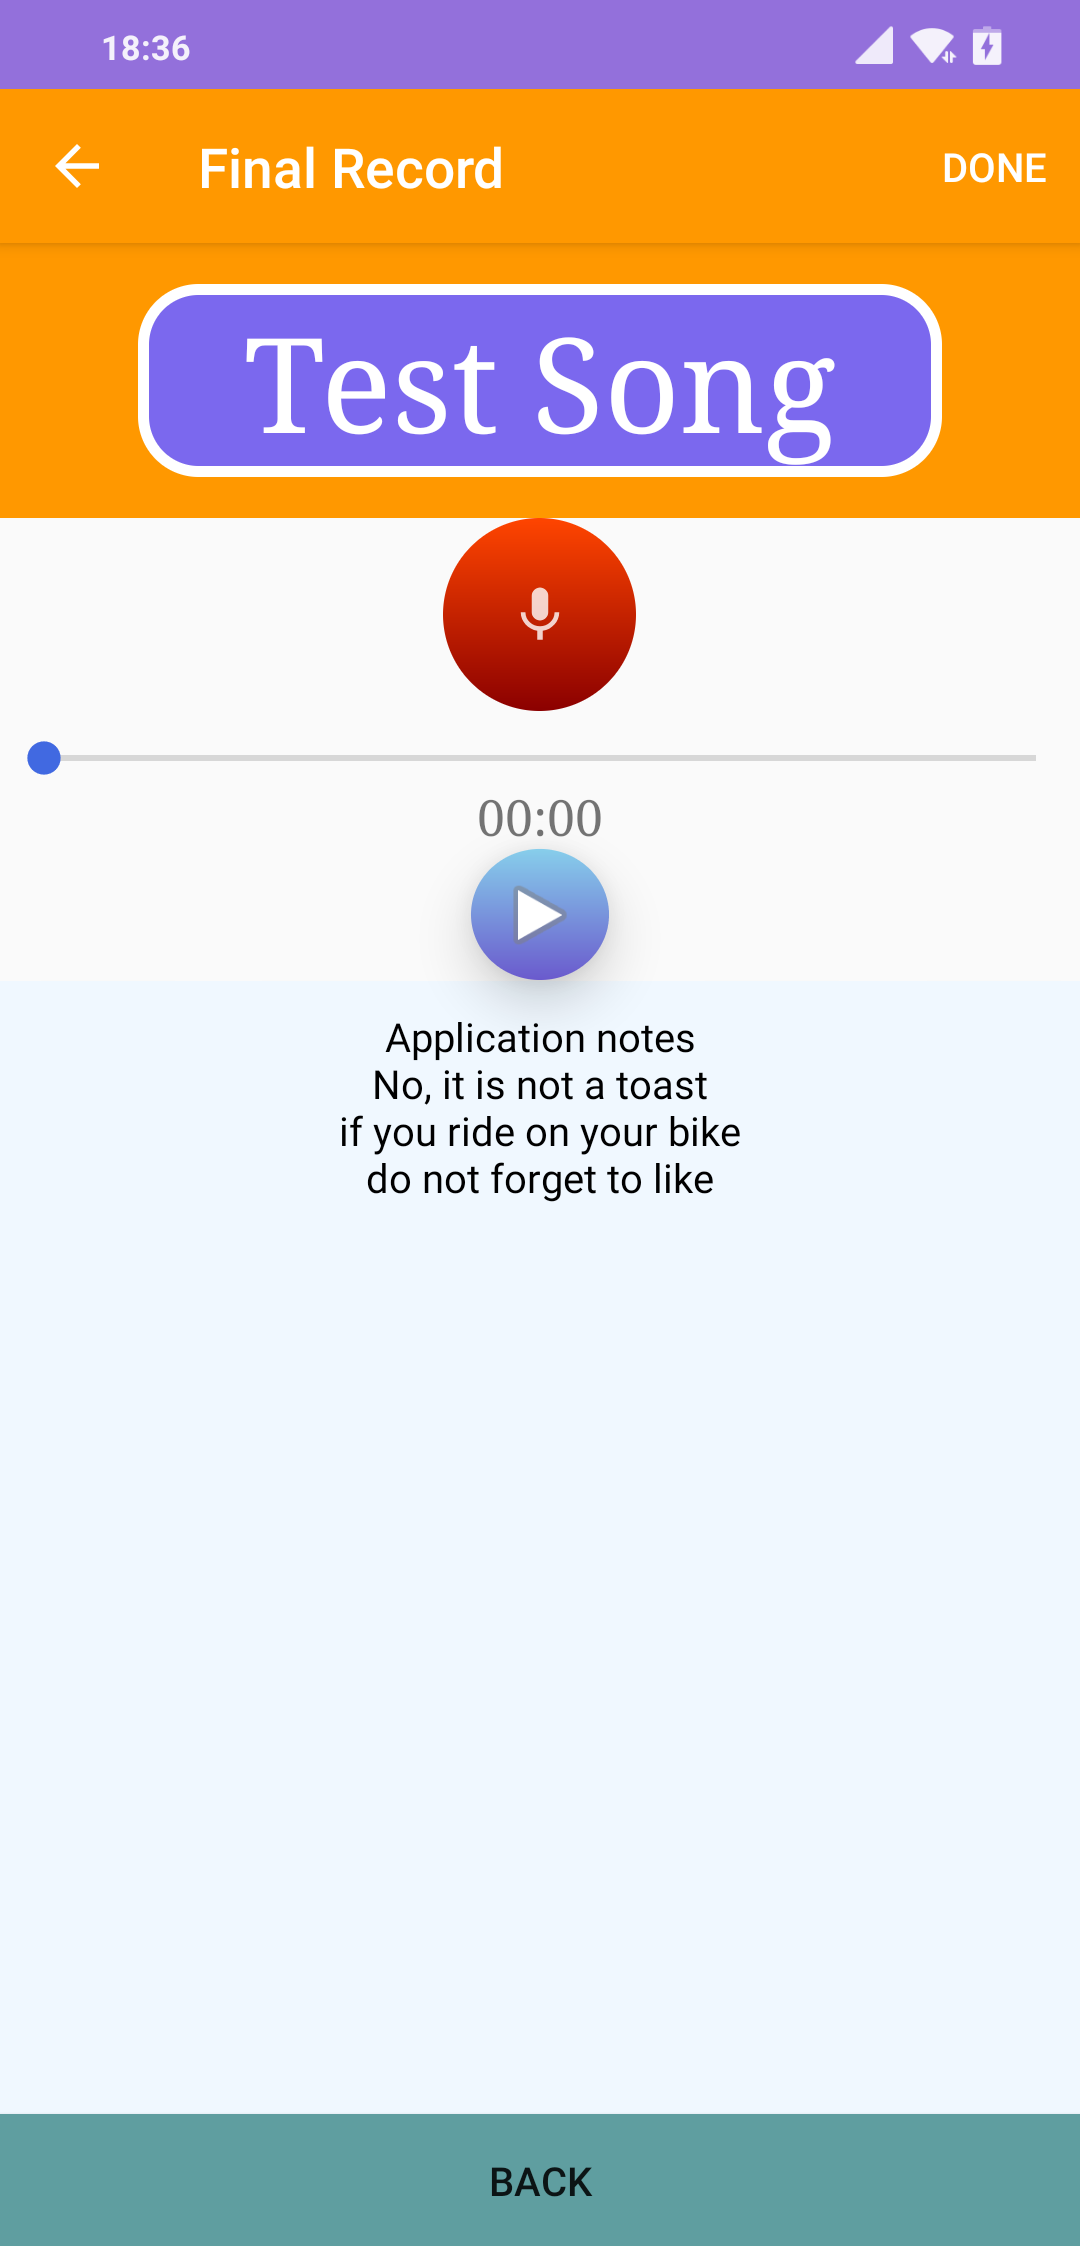 18:36
Final Record
DONE
Test Song
00:00
Application notes
No, it is not a toast
if you ride on your bike
do not forget to like
BACK